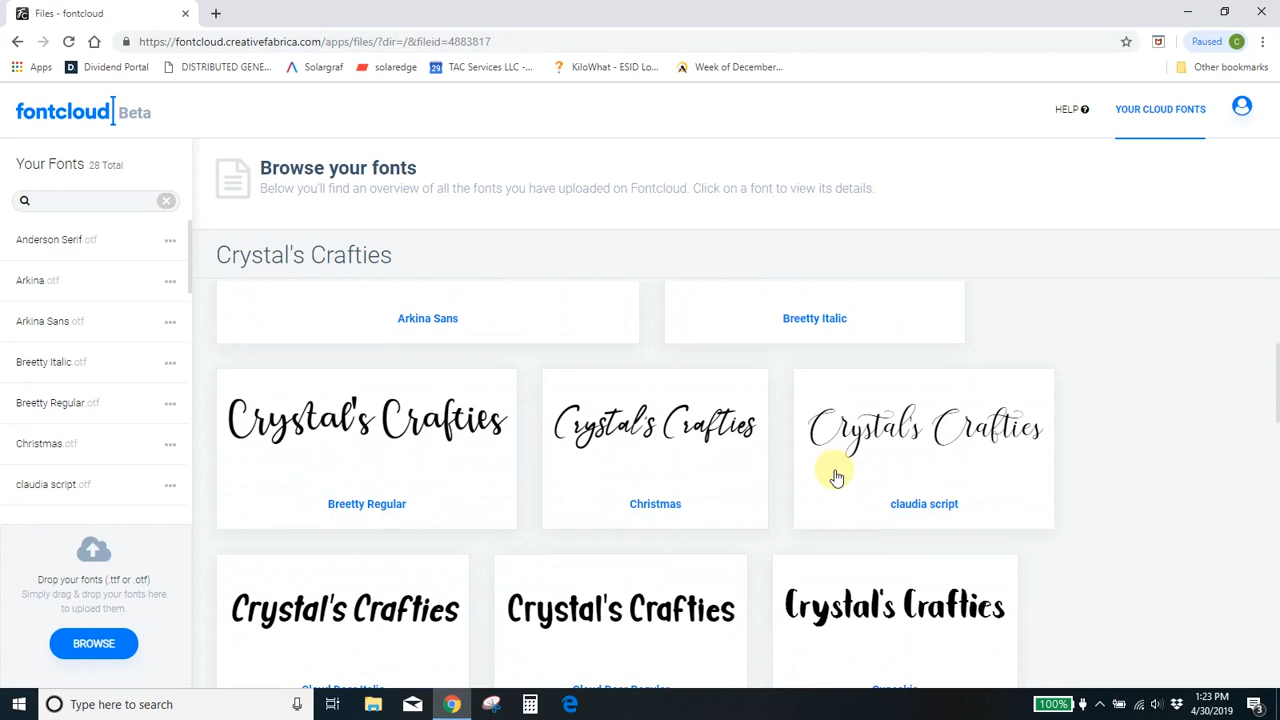 Files - fontcloud
https://fontcloud.creativefabrica.com/apps/files/?dir=/&fileid=4883817
Paused C
Apps
Dividend Portal
DISTRIBUTED GENE...
Solargraf
solaredge
29 TAC Services LLC -...
KiloWhat - ESID Lo...
Week of December...
Other bookmarks
fontcloud Beta
HELP
YOUR CLOUD FONTS
Your Fonts 28 Total
Browse your fonts
Below you'll find an overview of all the fonts you have uploaded on Fontcloud. Click on a font to view its details.
Anderson Serif.otf
Arkina.otf
Arkina Sans.otf
Breetty Italic.otf
Breetty Regular.otf
Christmas.otf
claudia script.otf
Drop your fonts (.ttf or .otf)
Simply drag & drop your fonts here
to upload them.
BROWSE
Crystal's Crafties
Arkina Sans
Breetty Italic
Crystal's Crafties
Breetty Regular
Crystal's Crafties
Christmas
Crystal's Crafties
claudia script
Crystal's Crafties
Crystal's Crafties
Crystal's Crafties
Type here to search
100%
1:23 PM
4/30/2019